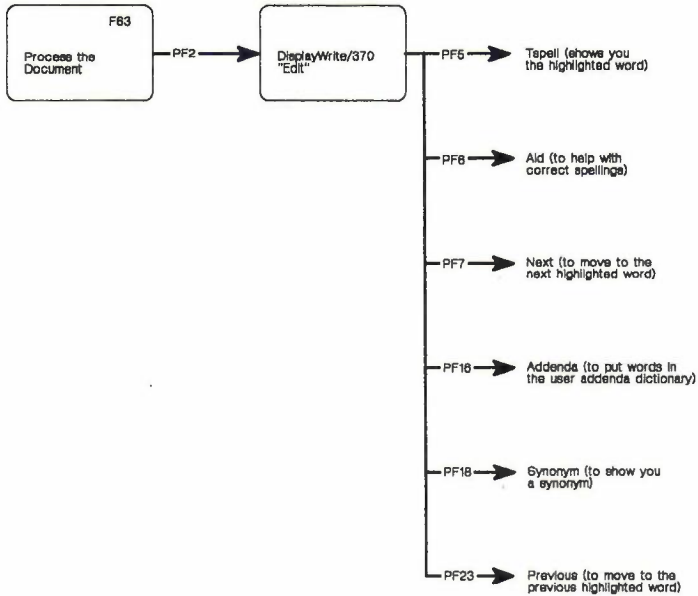 F63
Process the
Document
PF2
DisplayWrite/370
"Edit"
PF5
Tspell (shows you
the highlighted word)
PF6
Aid (to help with
correct spellings)
PF7
Next (to move to the
next highlighted word)
PF16
Addenda (to put words in
the user addenda dictionary)
PF18
Synonym (to show you
a synonym)
PF23
Previous (to move to the
previous highlighted word)